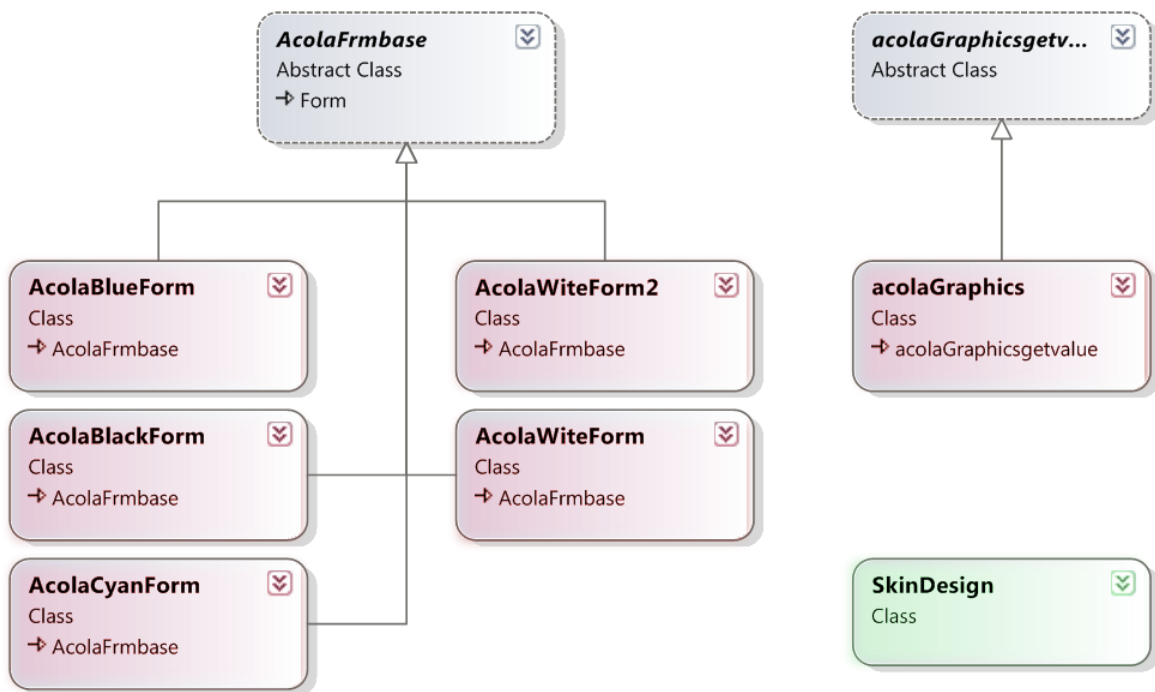 AcolaFrmbase
Abstract Class
Form
acolaGraphicsgetv...
Abstract Class
AcolaBlueForm
Class
AcolaFrmbase
AcolaWiteForm2
Class
AcolaFrmbase
acolaGraphics
Class
acolaGraphicsgetvalue
AcolaBlackForm
Class
AcolaFrmbase
AcolaWiteForm
Class
AcolaFrmbase
AcolaCyanForm
Class
AcolaFrmbase
SkinDesign
Class